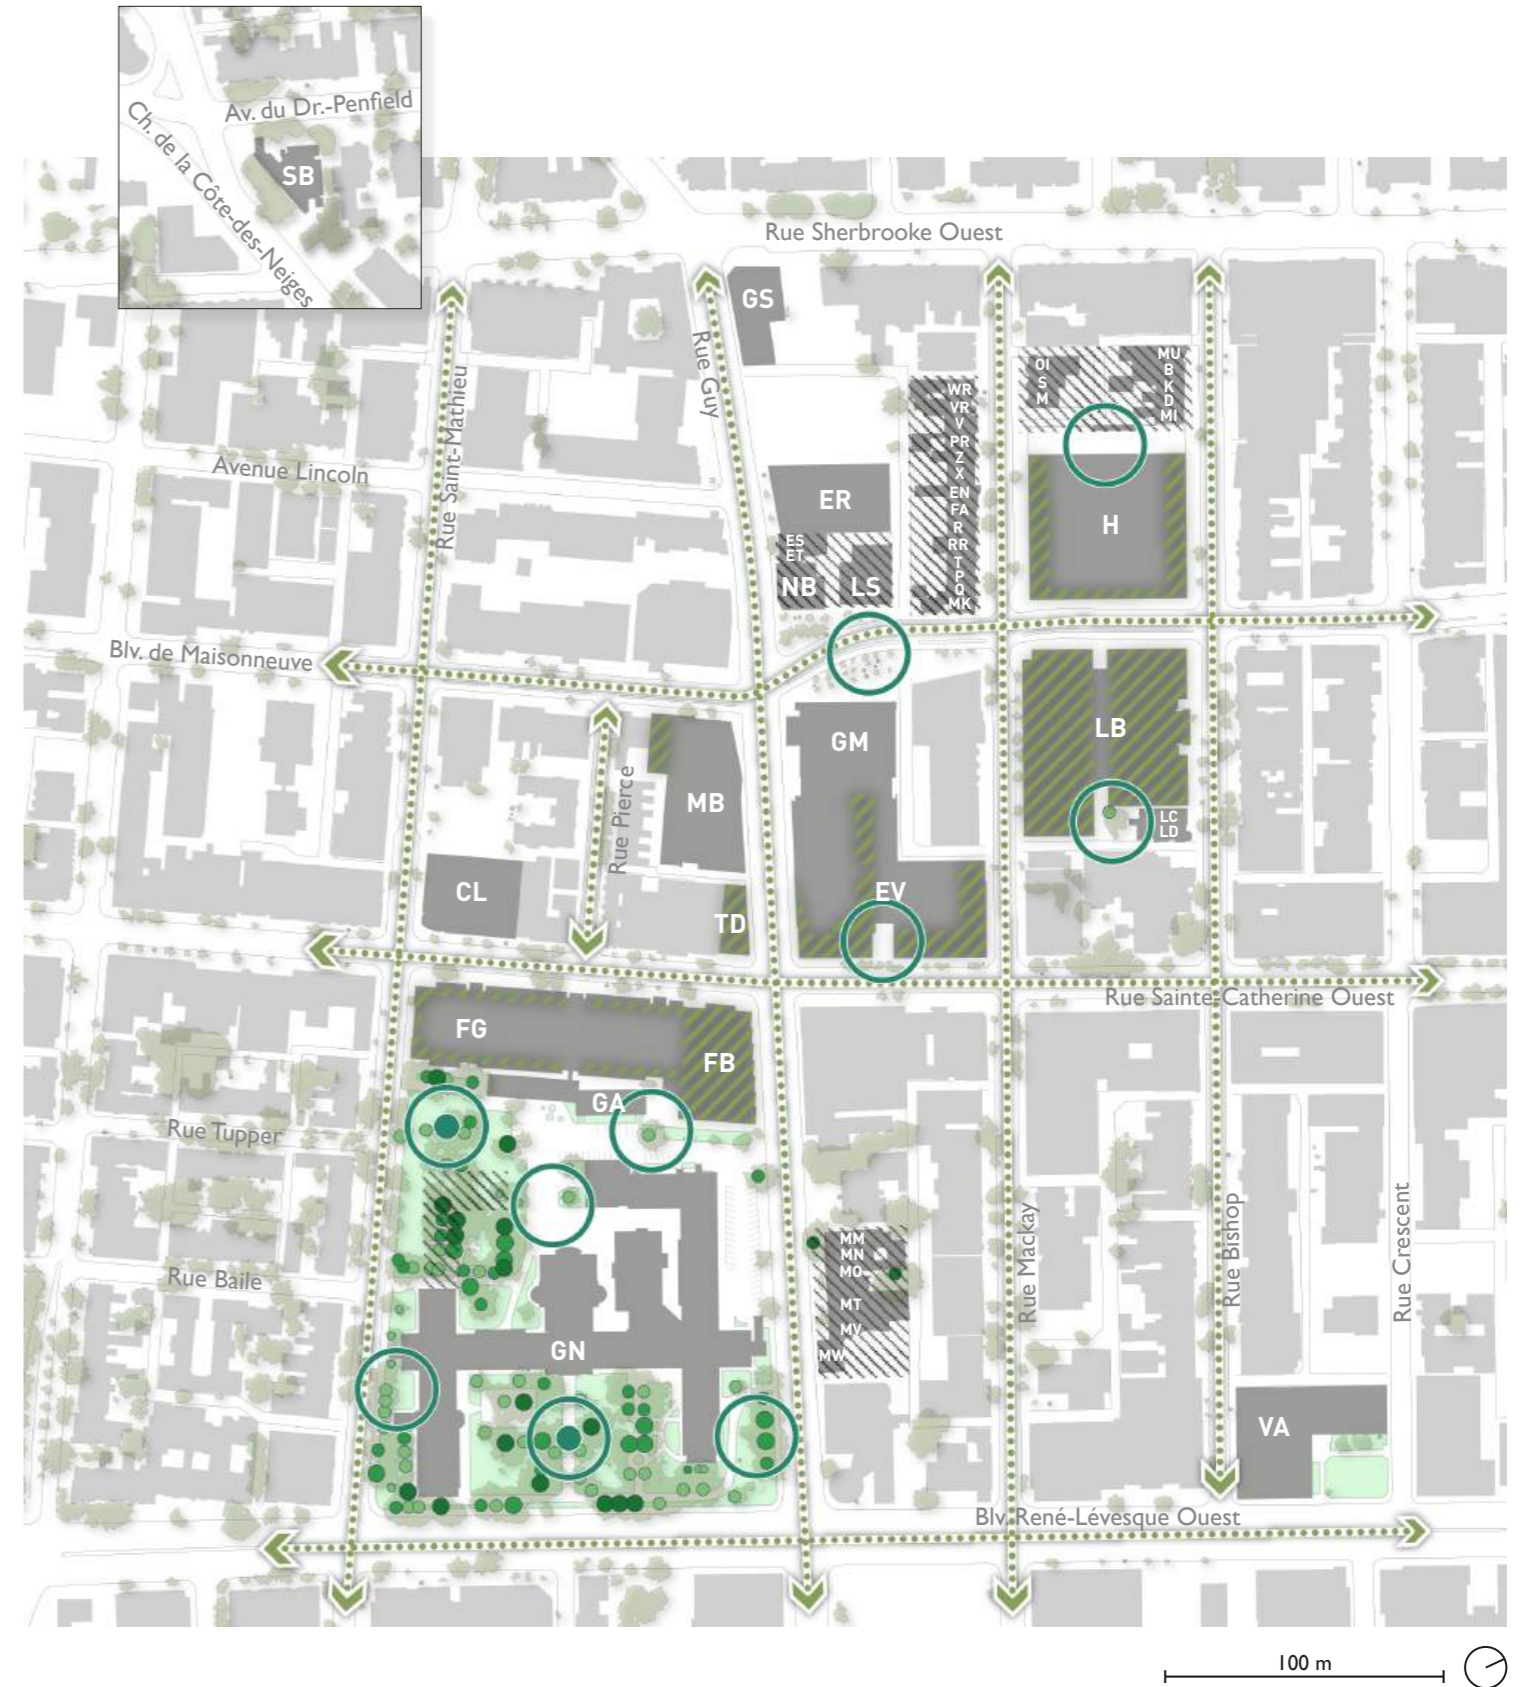 Av. du Dr.-Penfield
Ch. de la Côte-des-Neiges
SB
Rue Sherbrooke Ouest
GS
Rue Guy
Rue Saint-Mathieu
OI
S
M
MU
B
K
D
MI
WR
VR
V
PR
Z
X
EN
FA
R
RR
T
P
Q
MK
Avenue Lincoln
ER
H
ES
ET
NB
LS
Blv. de Maisonneuve
GM
LB
MB
Rue Pierce
LC
LD
CL
EV
TD
Rue Sainte-Catherine Ouest
FG
FB
GA
Rue Tupper
MM
MN
MO
MT
MV
MW
Rue Mackay
Rue Bishop
Rue Crescent
Rue Baile
GN
VA
Blv. René-Lévesque Ouest
100 m